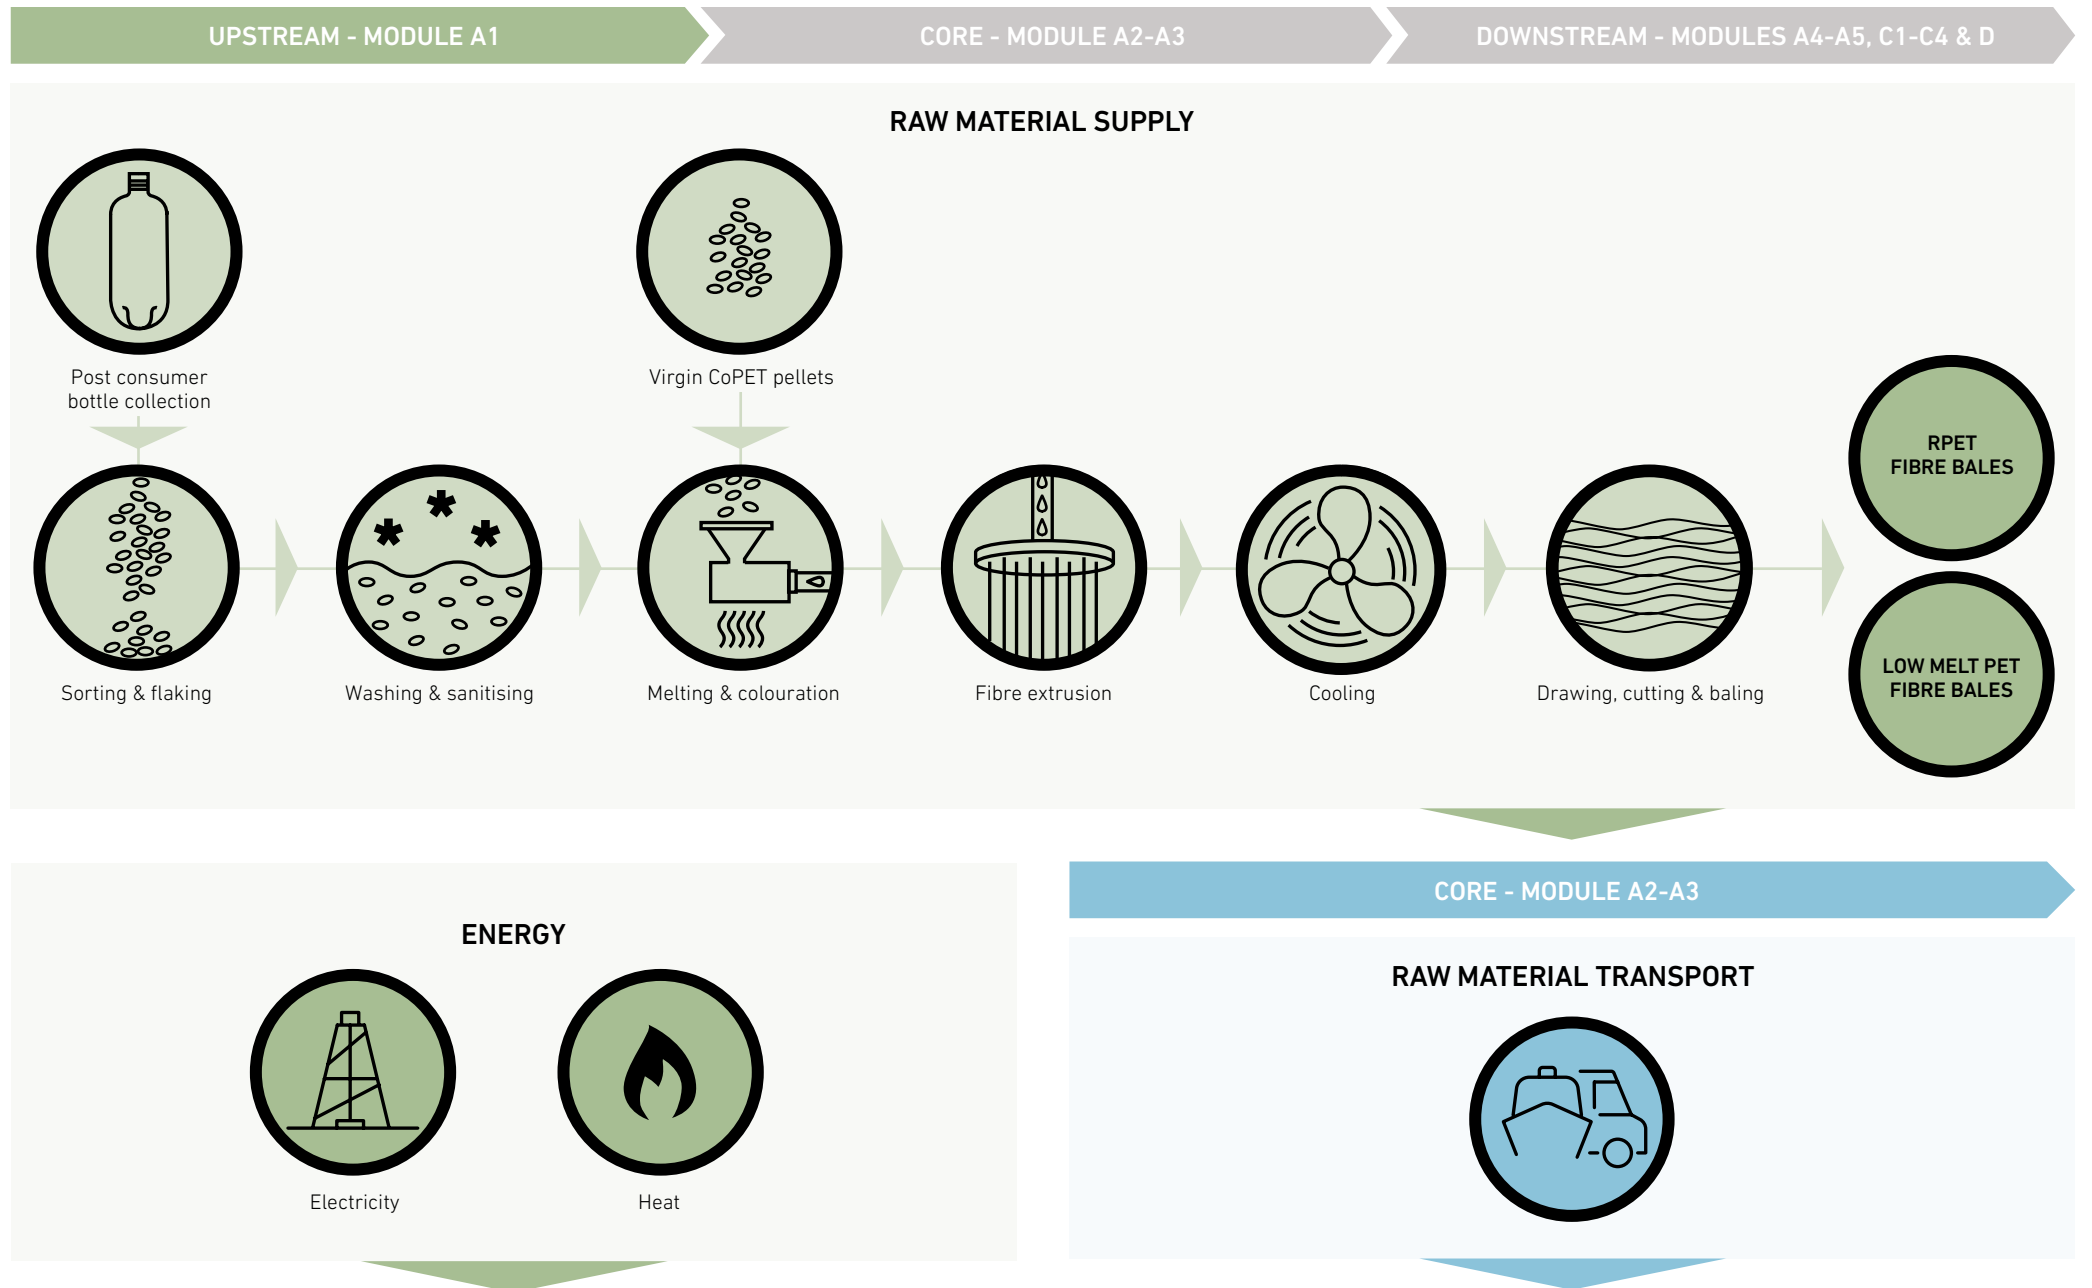 UPSTREAM - MODULE A1
CORE - MODULE A2-A3
DOWNSTREAM - MODULES A4-A5, C1-C4 & D
RAW MATERIAL SUPPLY
Post consumer
bottle collection
Virgin CoPET pellets
RPET
FIBRE BALES
LOW MELT PET
FIBRE BALES
Sorting & flaking
Washing & sanitising
Melting & colouration
Fibre extrusion
Cooling
Drawing, cutting & baling
ENERGY
Electricity
Heat
CORE - MODULE A2-A3
RAW MATERIAL TRANSPORT